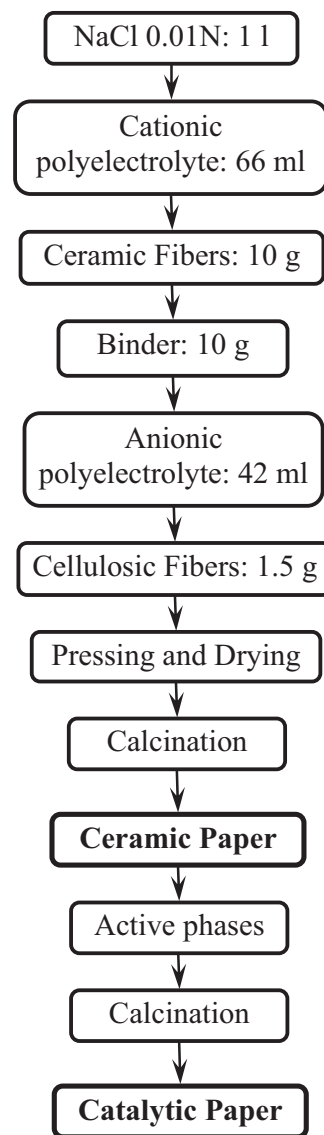 NaCl 0.01N: 1 l
Cationic
polyelectrolyte: 66 ml
Ceramic Fibers: 10 g
Binder: 10 g
Anionic
polyelectrolyte: 42 ml
Cellulosic Fibers: 1.5 g
Pressing and Drying
Calcination
Ceramic Paper
Active phases
Calcination
Catalytic Paper